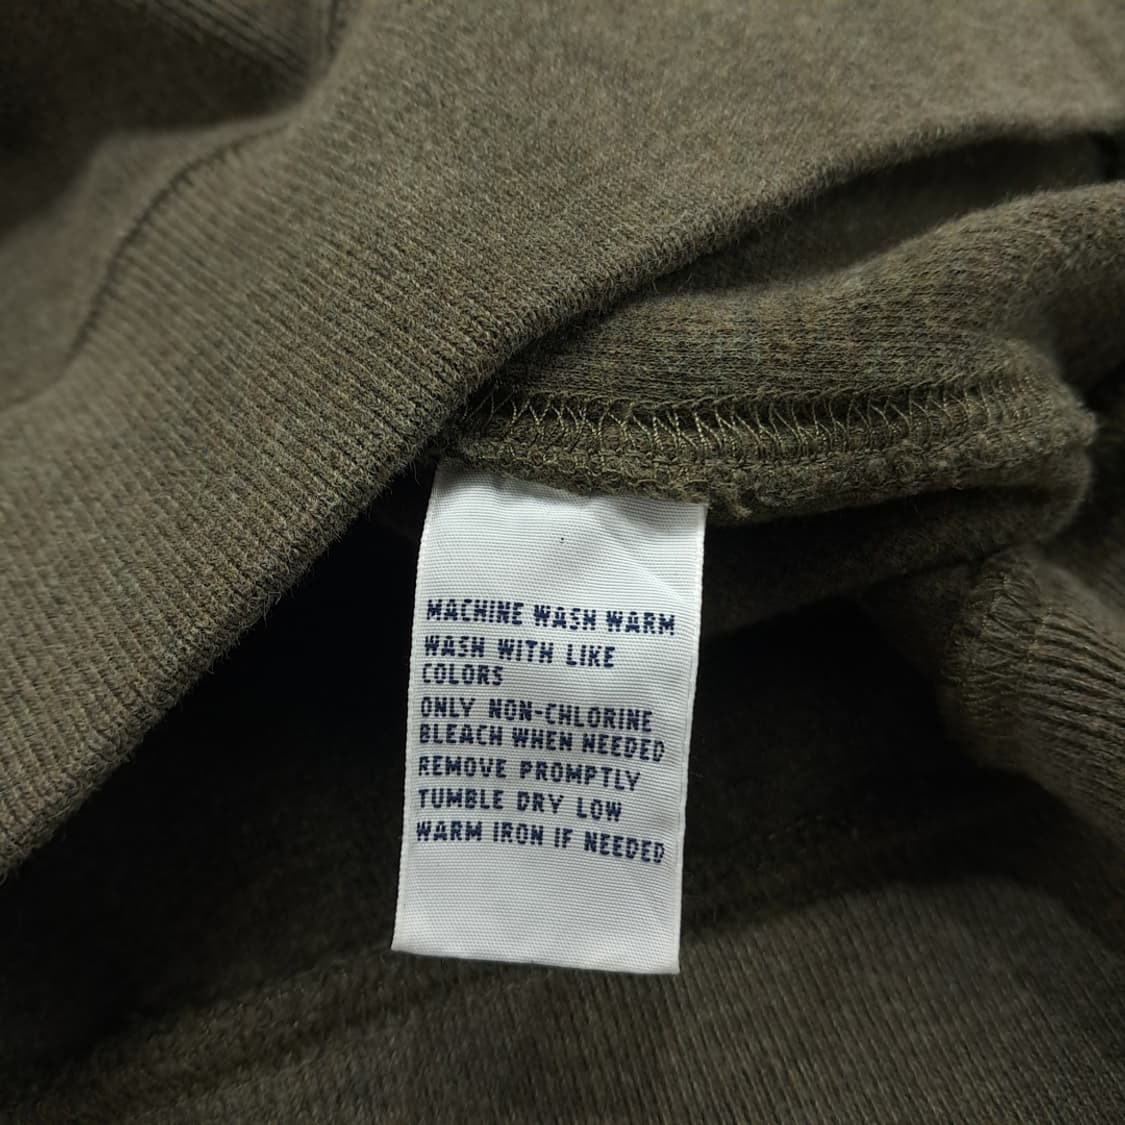 MACHINE WASH WARM
WASH WITH LIKE
COLORS
ONLY NON-CHLORINE
BLEACH WHEN NEEDED
REMOVE PROMPTLY
TUMBLE DRY LOW
WARM IRON IF NEEDED